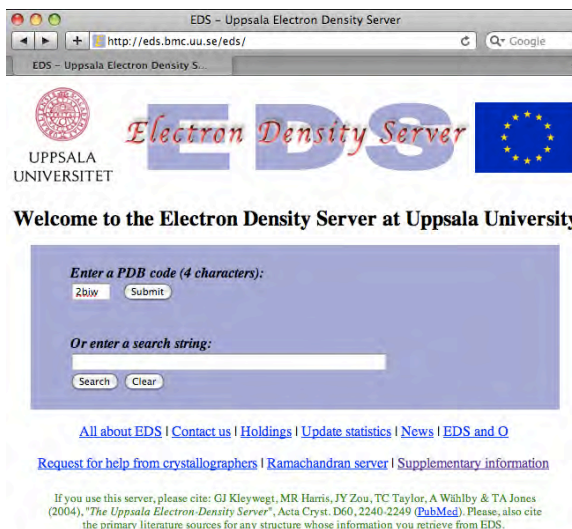 EDS – Uppsala Electron Density Server
http://eds.bmc.uu.se/eds/
Google
EDS – Uppsala Electron Density S...
UPPSALA
UNIVERSITET
EDS
Electron Density Server
Welcome to the Electron Density Server at Uppsala University
Enter a PDB code (4 characters):
2biw Submit
Or enter a search string:
Search Clear
All about EDS | Contact us | Holdings | Update statistics | News | EDS and O
Request for help from crystallographers | Ramachandran server | Supplementary information
If you use this server, please cite: GJ Kleywegt, MR Harris, JY Zou, TC Taylor, A Wählby & TA Jones
(2004), "The Uppsala Electron-Density Server", Acta Cryst. D60, 2240-2249 (PubMed). Please, also cite
the primary literature sources for any structure whose information you retrieve from EDS.